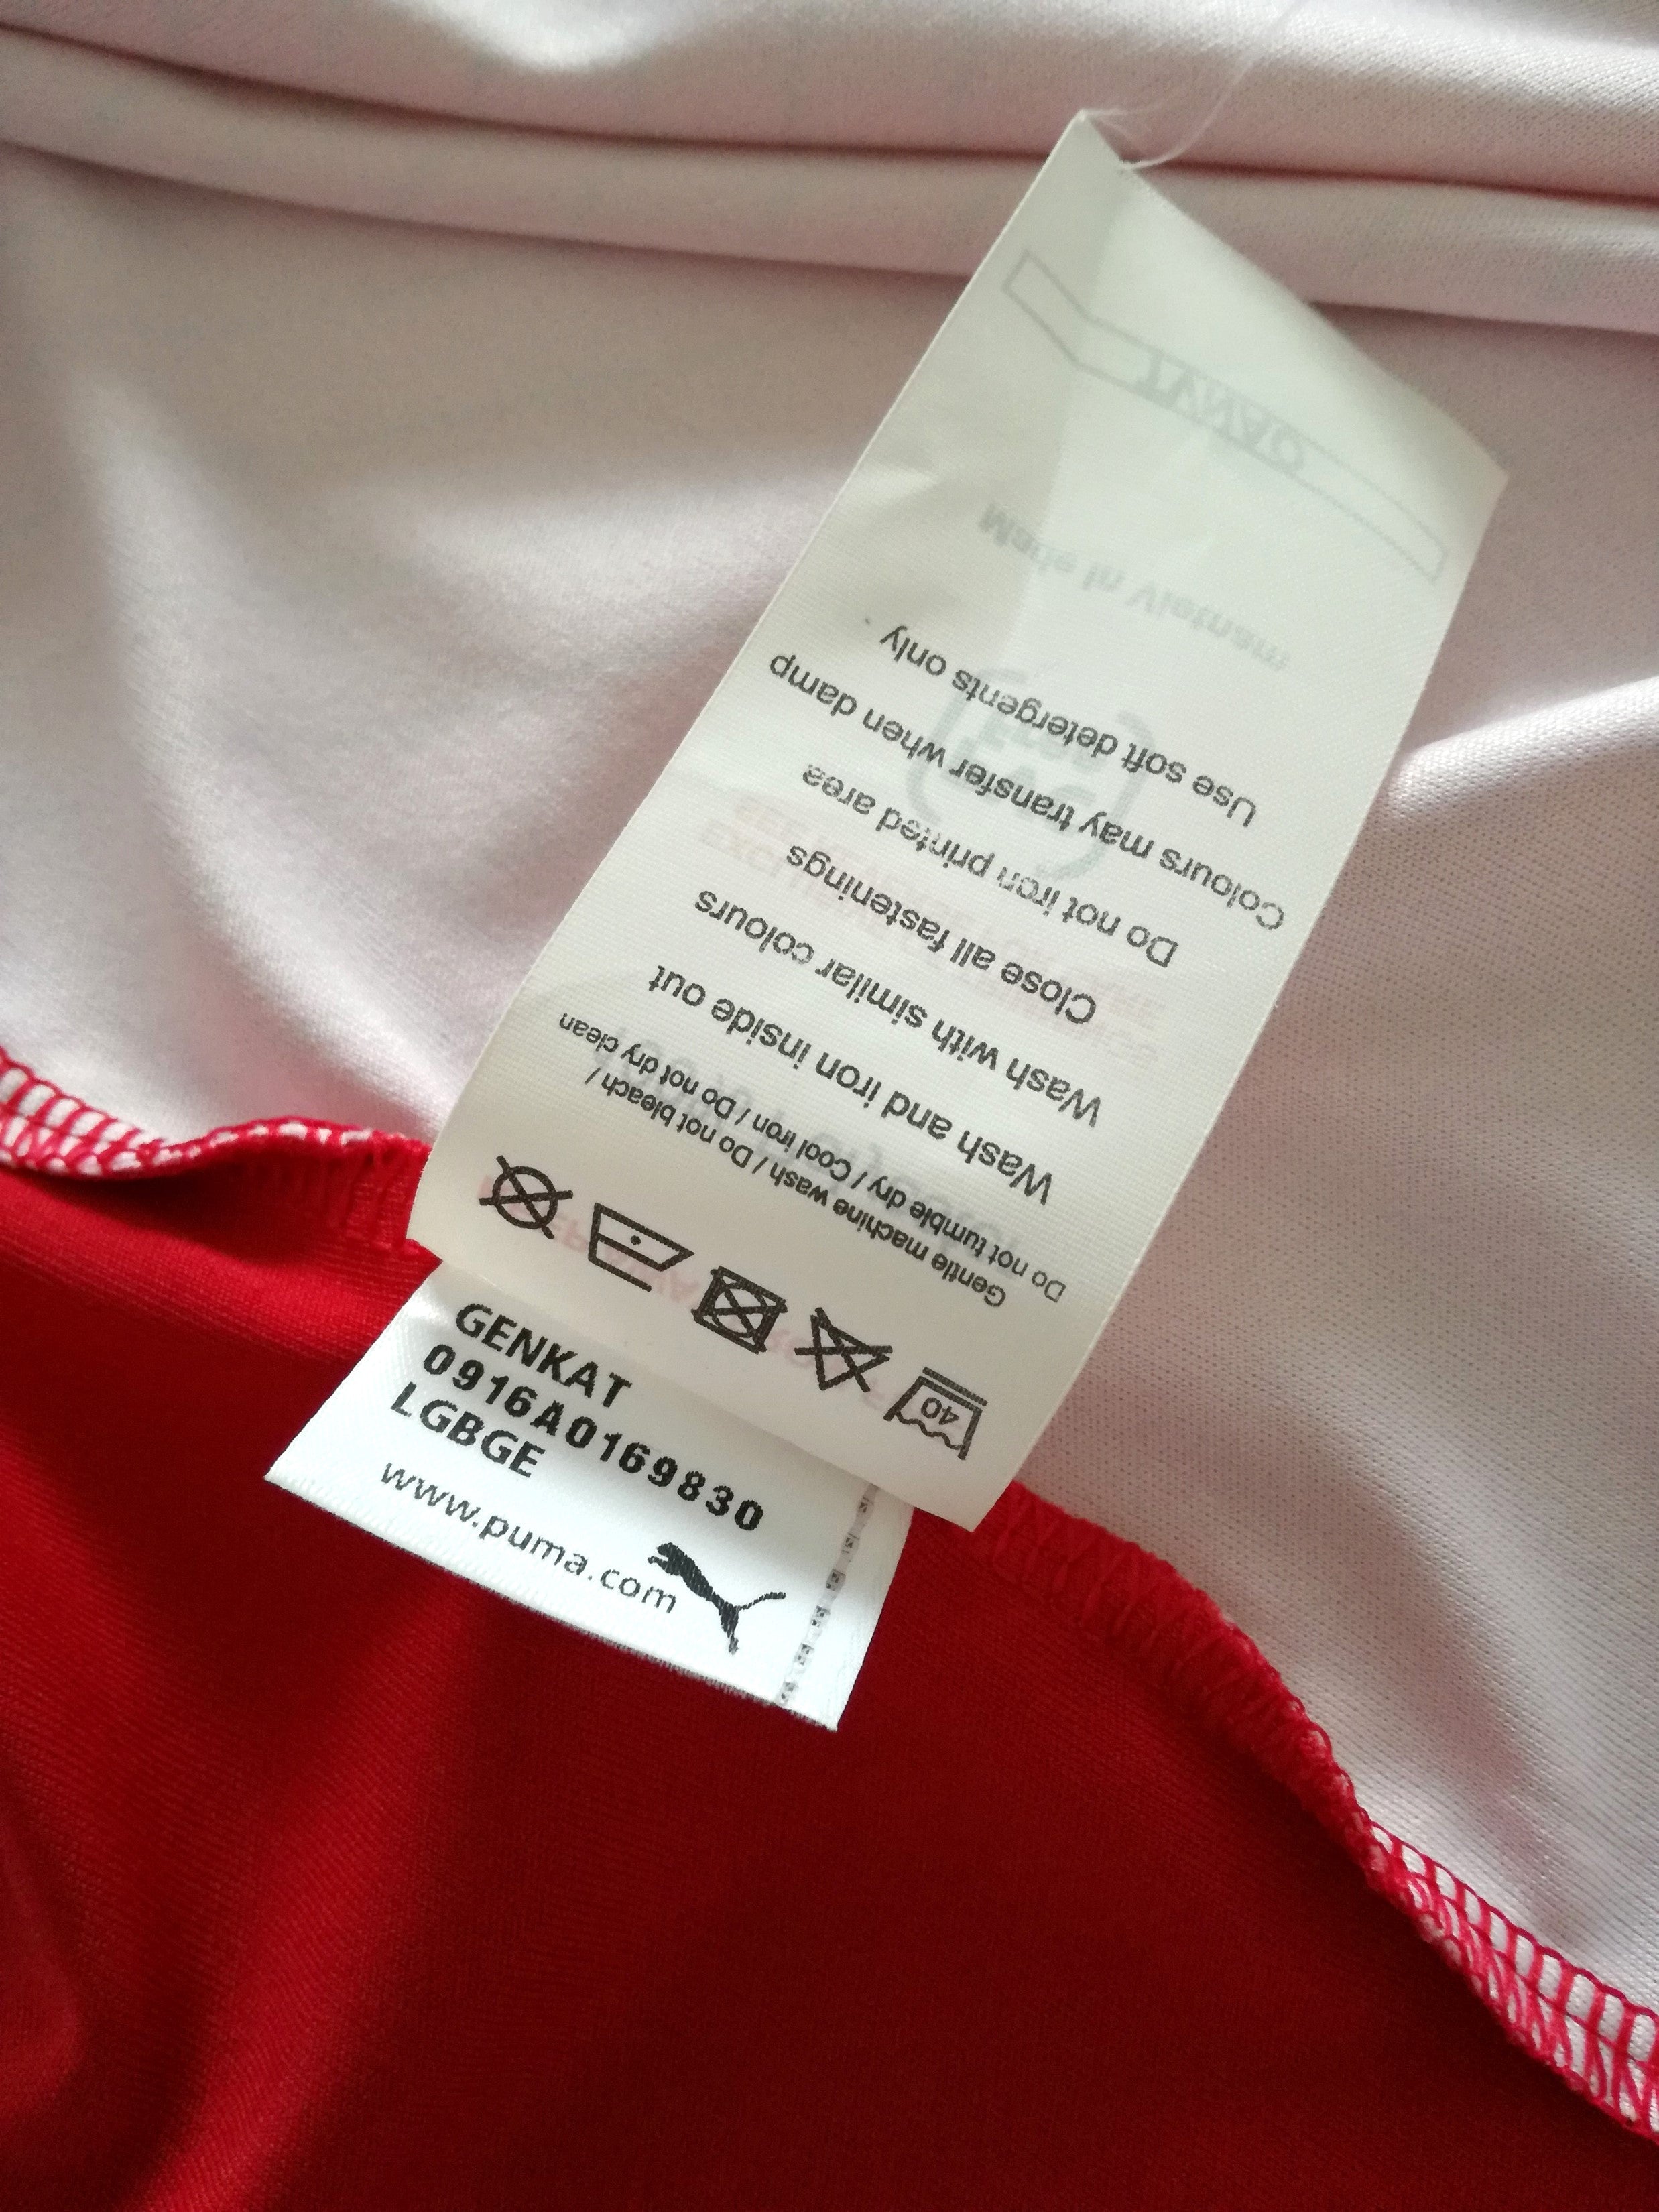 40
Gentle machine wash / Do not bleach /
Do not tumble dry / Cool iron / Do not dry clean
Wash and iron inside out
Wash with similar colours
Close all fastenings
Do not iron printed area
Colours may transfer when damp
Use soft detergents only
Made in Vietnam
GENKAT
0916A0169830
LGBGE
www.puma.com